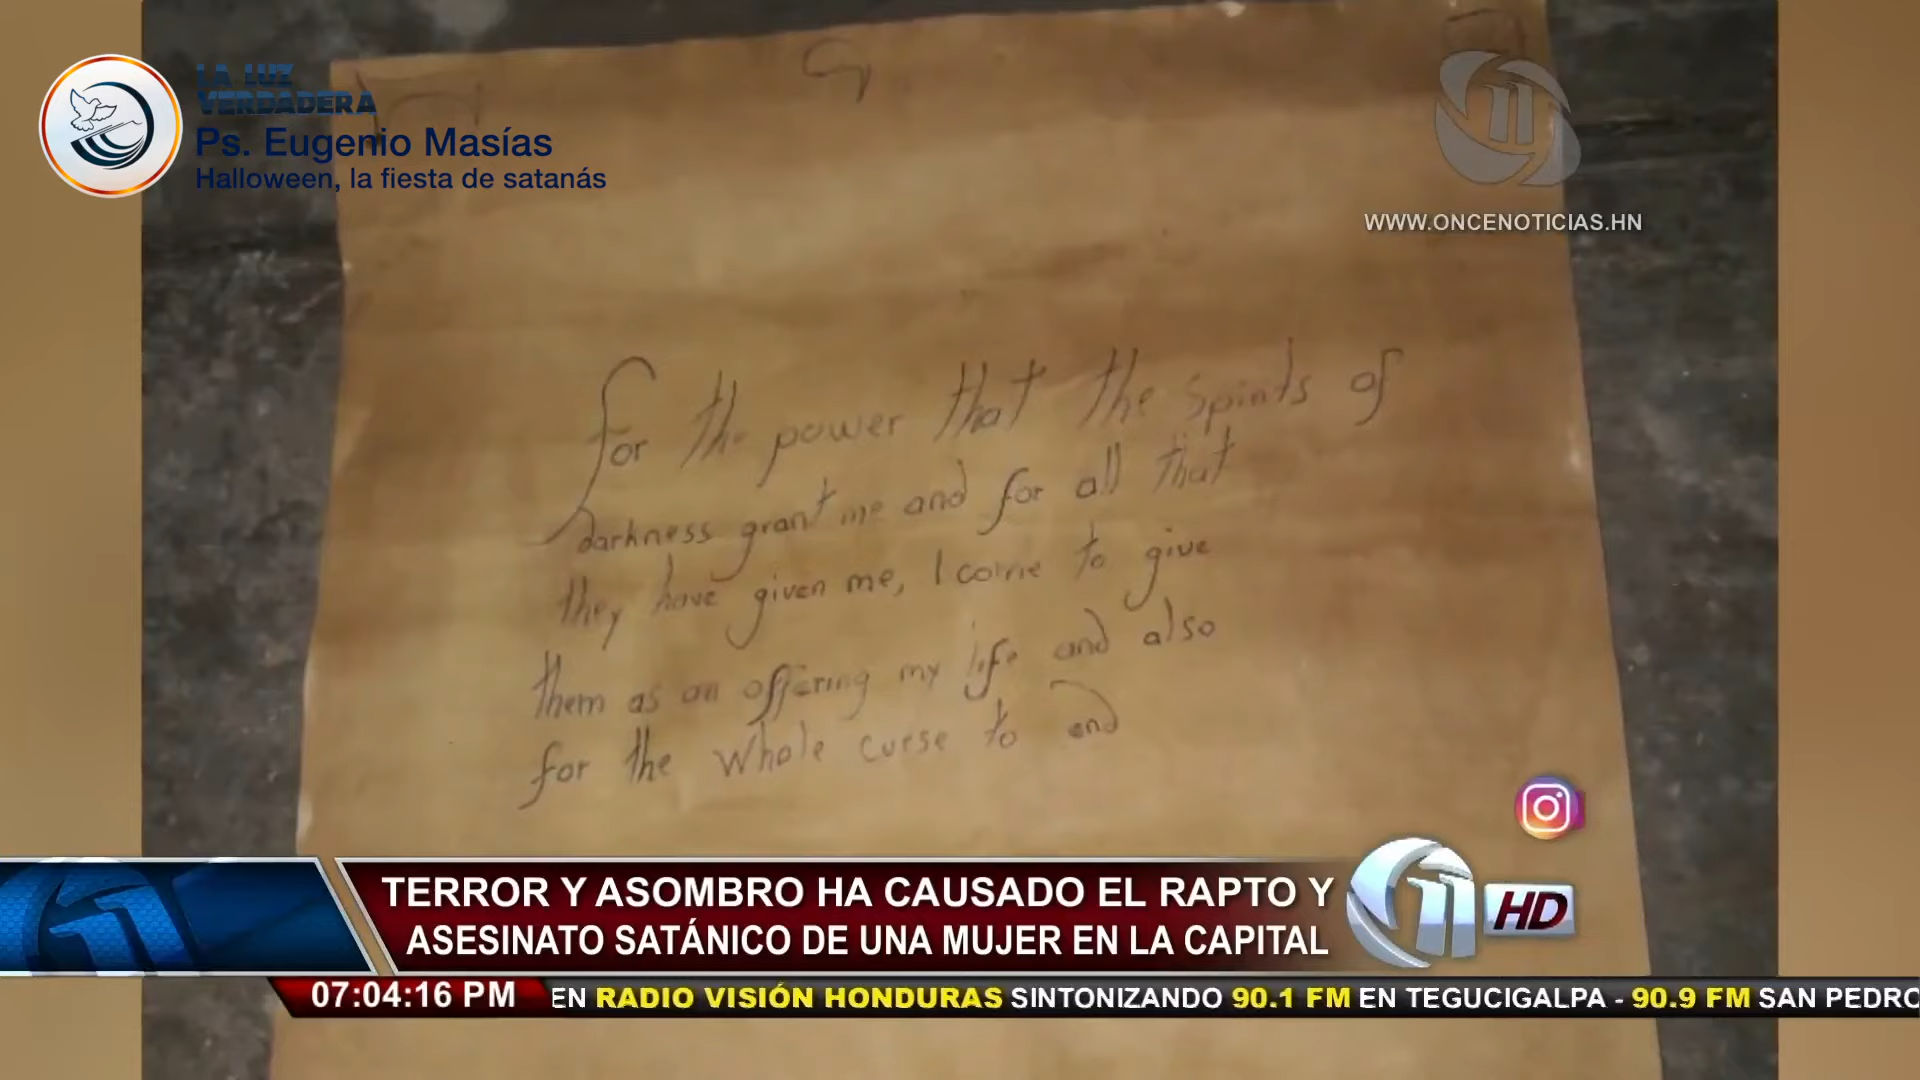 LA LUZ
VERDADERA
Ps. Eugenio Masías
Halloween, la fiesta de satanás
11
WWW.ONCENOTICIAS.HN
for the power that the spirits of
darkness grant me and for all that
they have given me, I come to give
them as an offering my life and also
for the whole curse to end
TERROR Y ASOMBRO HA CAUSADO EL RAPTO Y
ASESINATO SATÁNICO DE UNA MUJER EN LA CAPITAL
11
HD
07:04:16 PM
EN RADIO VISIÓN HONDURAS SINTONIZANDO 90.1 FM EN TEGUCIGALPA - 90.9 FM SAN PEDRO